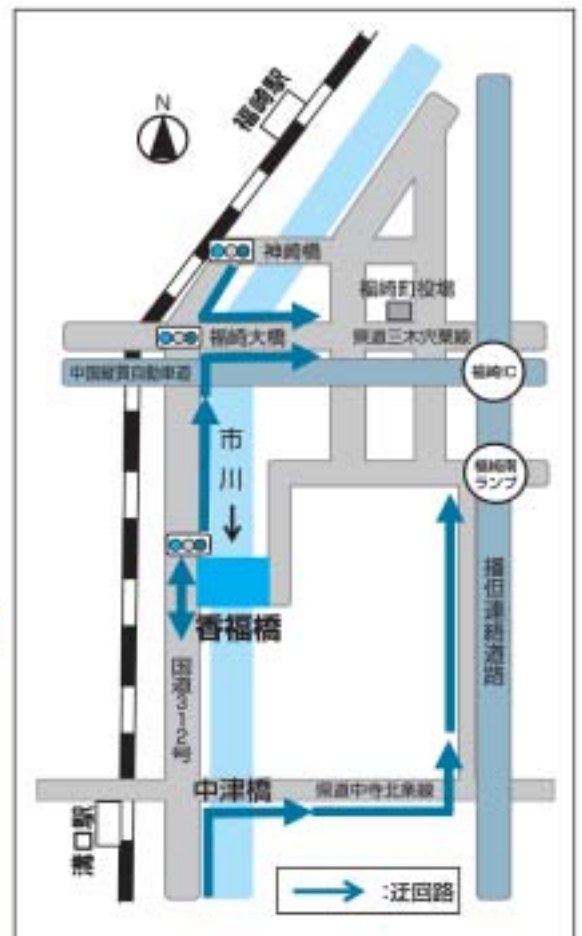 N
福崎駅
神崎橋
福崎町役場
福崎大橋
県道三木宍粟線
中国縦貫自動車道
福崎IC
市川
福崎南
ランプ
香福橋
播但連絡道路
国道312号
中津橋
県道中寺北条線
溝口駅
:迂回路